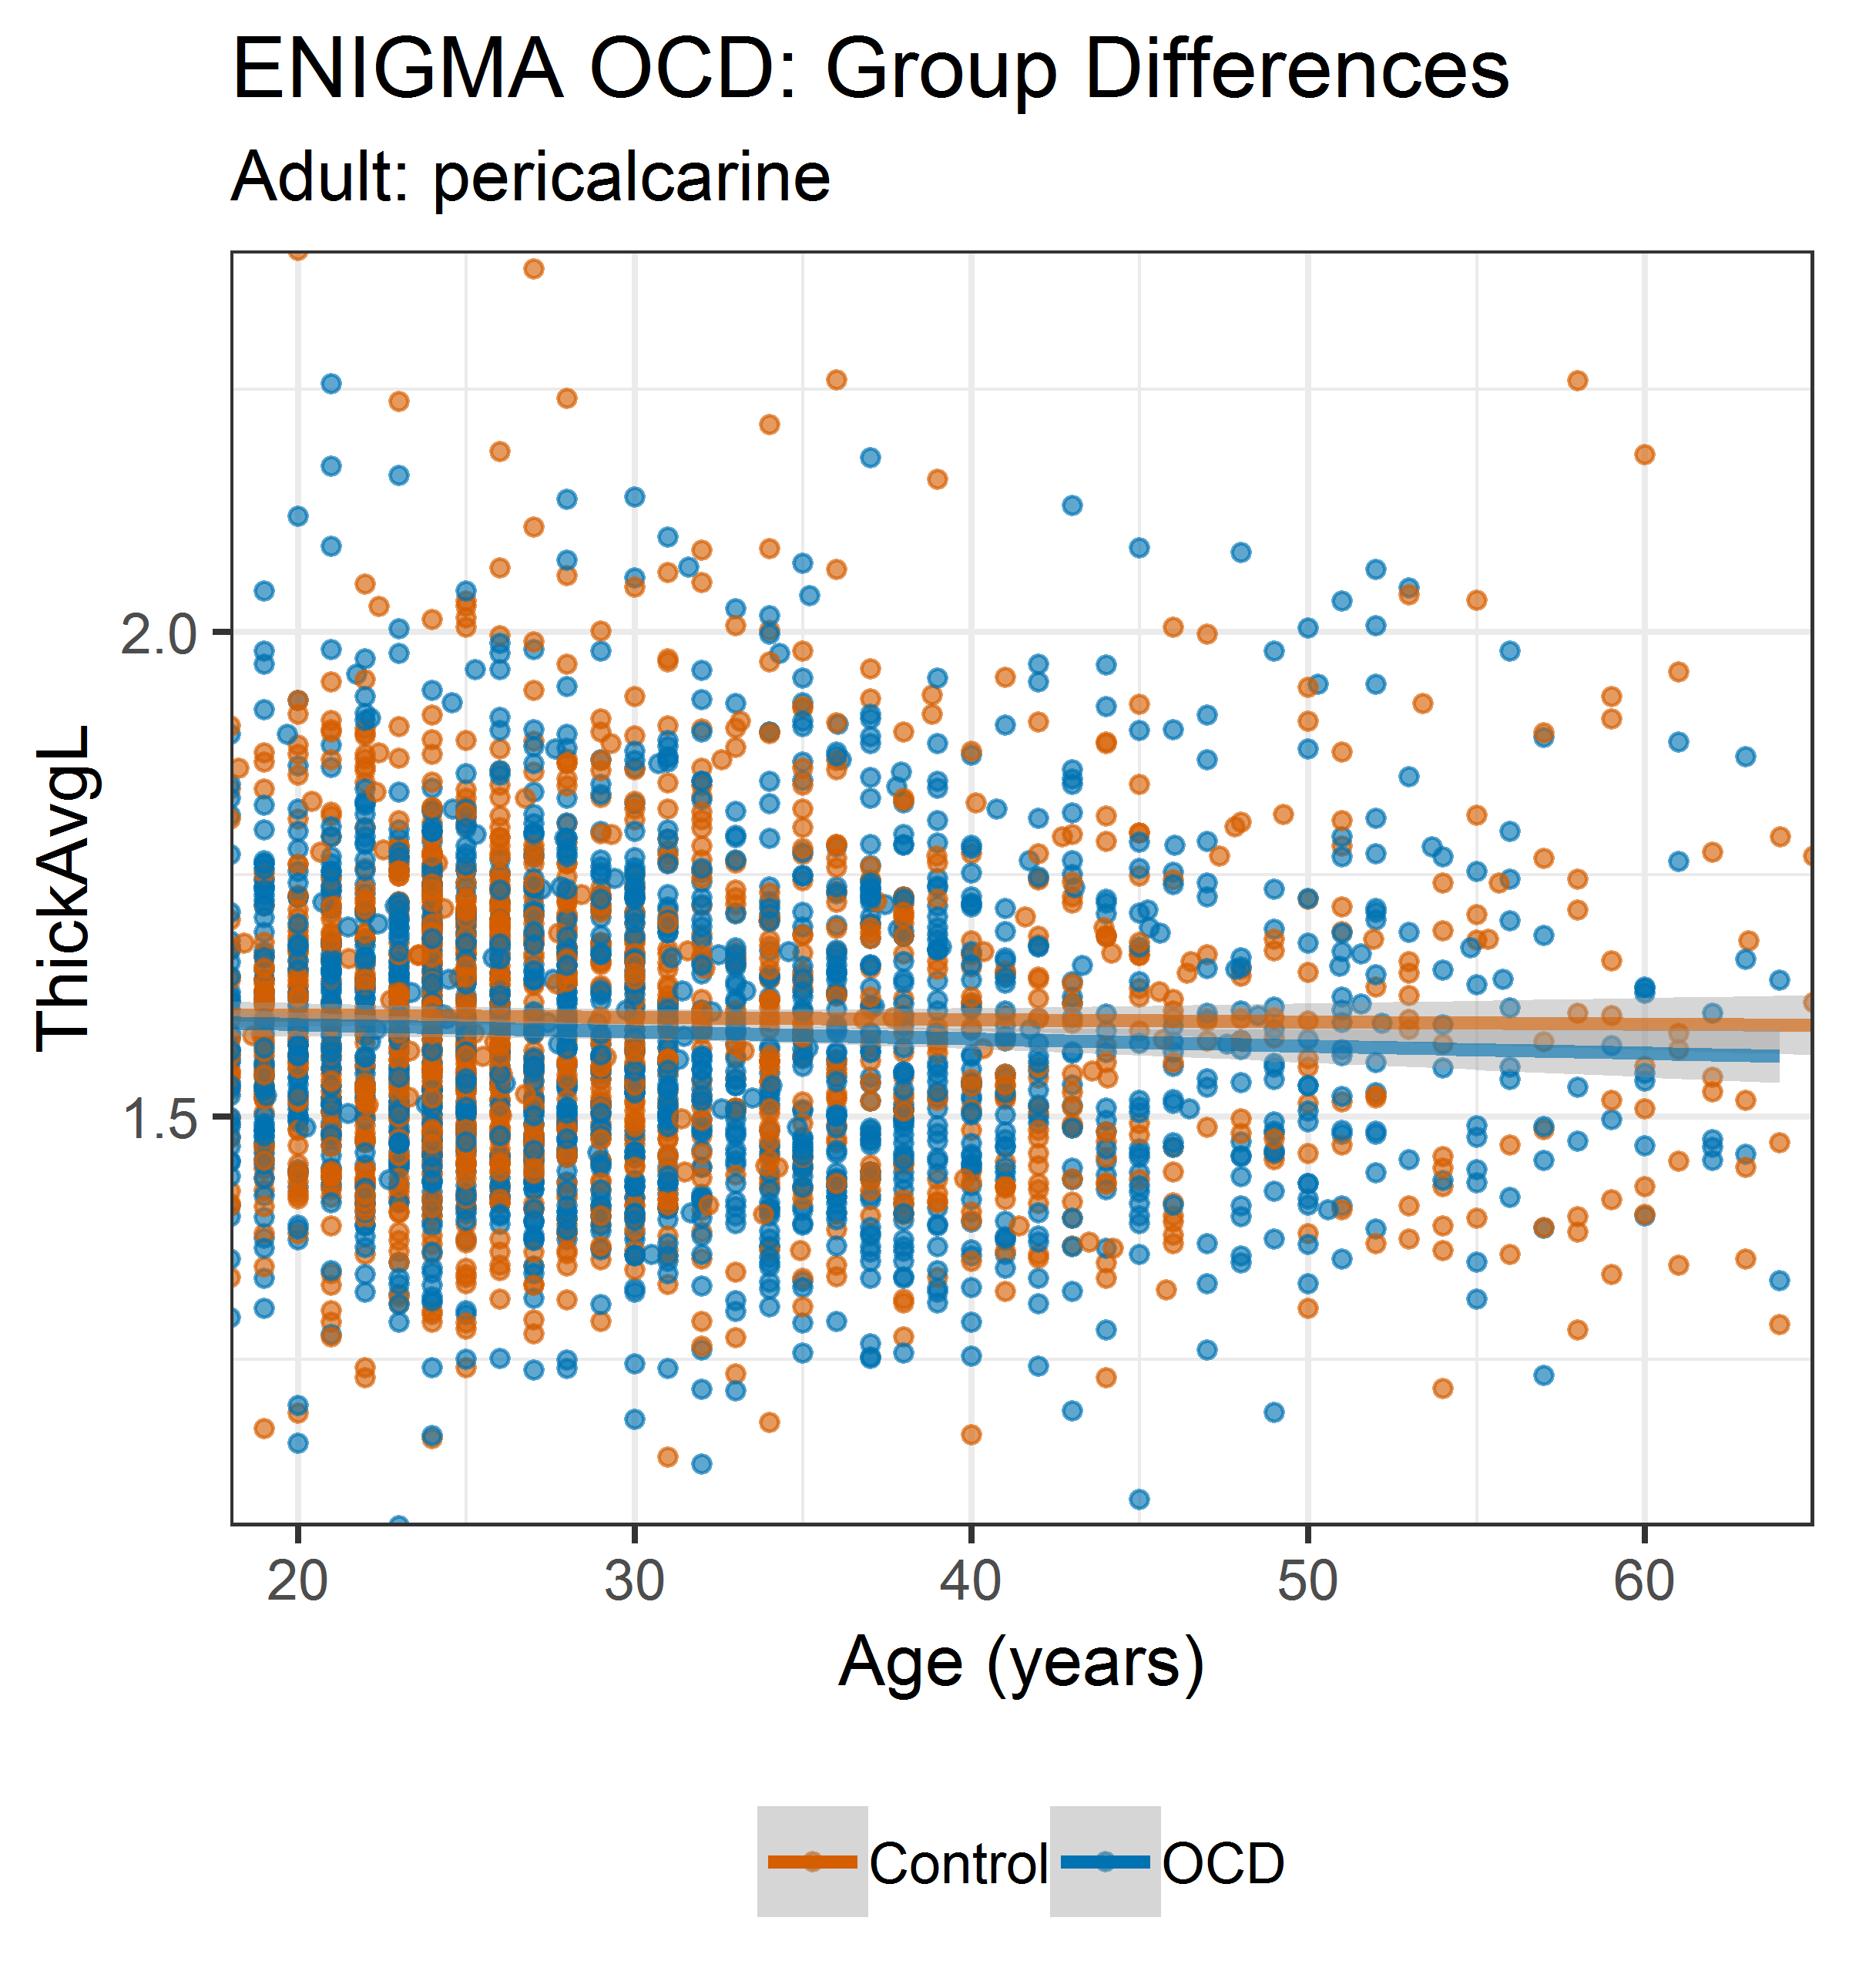 ENIGMA OCD: Group Differences
Adult: pericalcarine
ThickAvgL
2.0
1.5
20 30 40 50 60
Age (years)
Control OCD